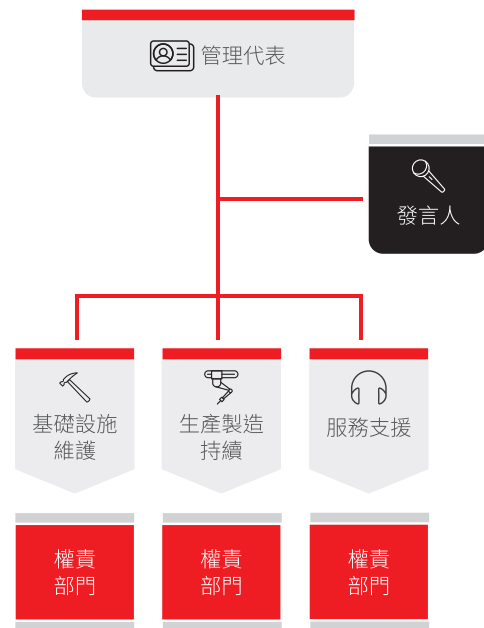 管理代表
發言人
基礎設施
維護
生產製造
持續
服務支援
權責
部門
權責
部門
權責
部門